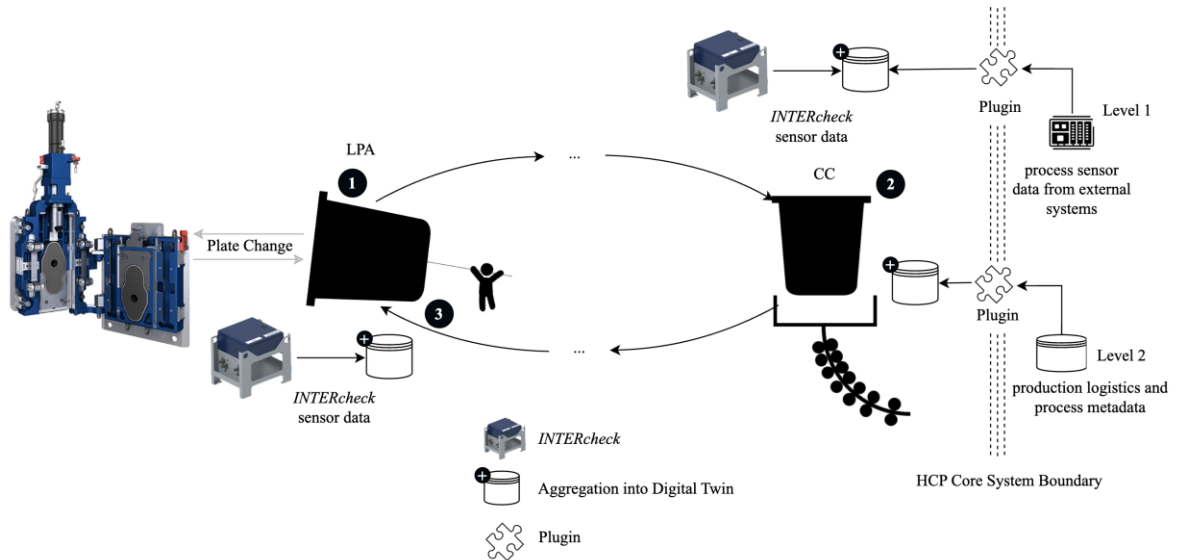 INTERcheck
sensor data
Plugin
Level 1
process sensor
data from external
systems
LPA
1
...
CC
2
Plate Change
3
...
INTERcheck
sensor data
Plugin
Level 2
production logistics and
process metadata
INTERcheck
Aggregation into Digital Twin
Plugin
HCP Core System Boundary